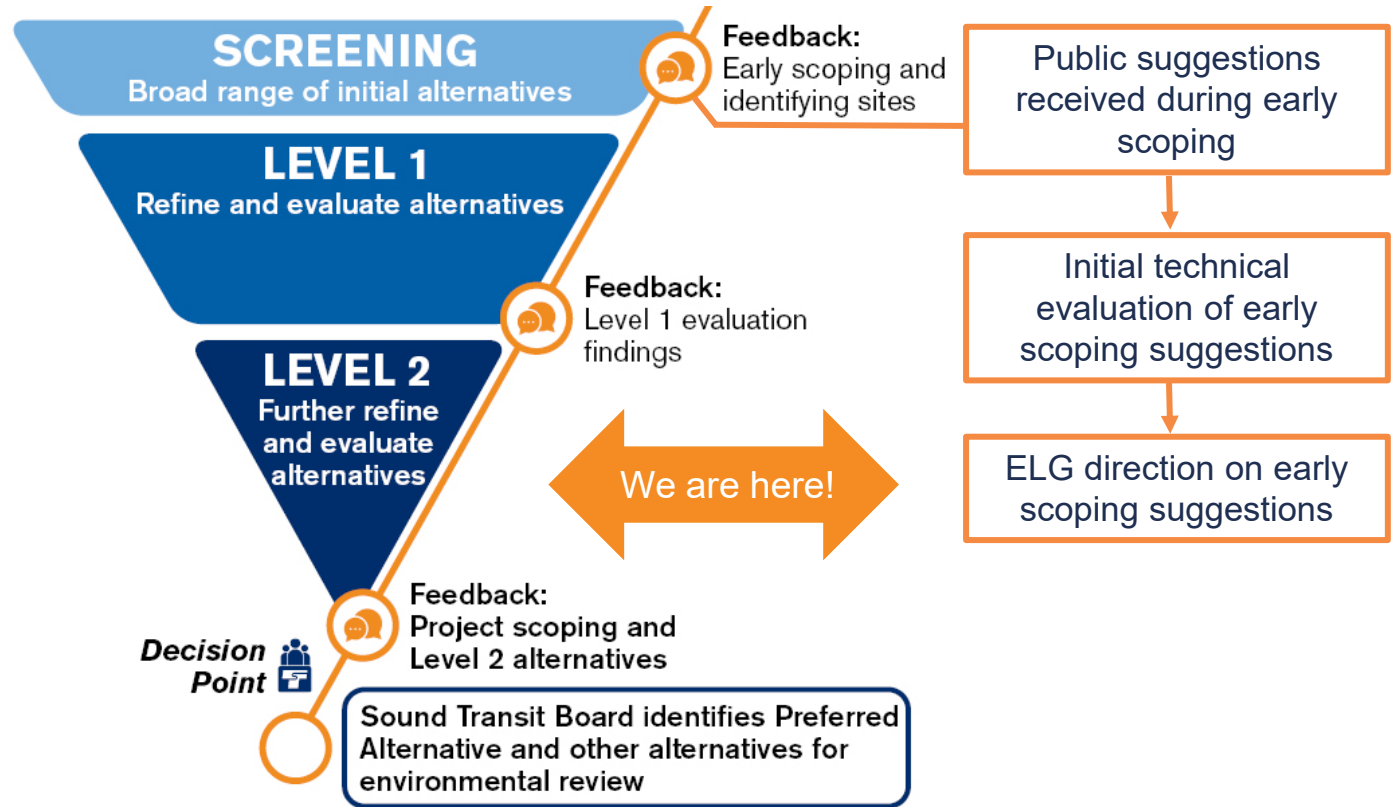 SCREENING
Broad range of initial alternatives
Feedback:
Early scoping and
identifying sites
Public suggestions
received during early
scoping
LEVEL 1
Refine and evaluate alternatives
Feedback:
Level 1 evaluation
findings
Initial technical
evaluation of early
scoping suggestions
LEVEL 2
Further refine
and evaluate
alternatives
We are here!
ELG direction on early
scoping suggestions
Feedback:
Project scoping and
Level 2 alternatives
Decision
Point
Sound Transit Board identifies Preferred
Alternative and other alternatives for
environmental review